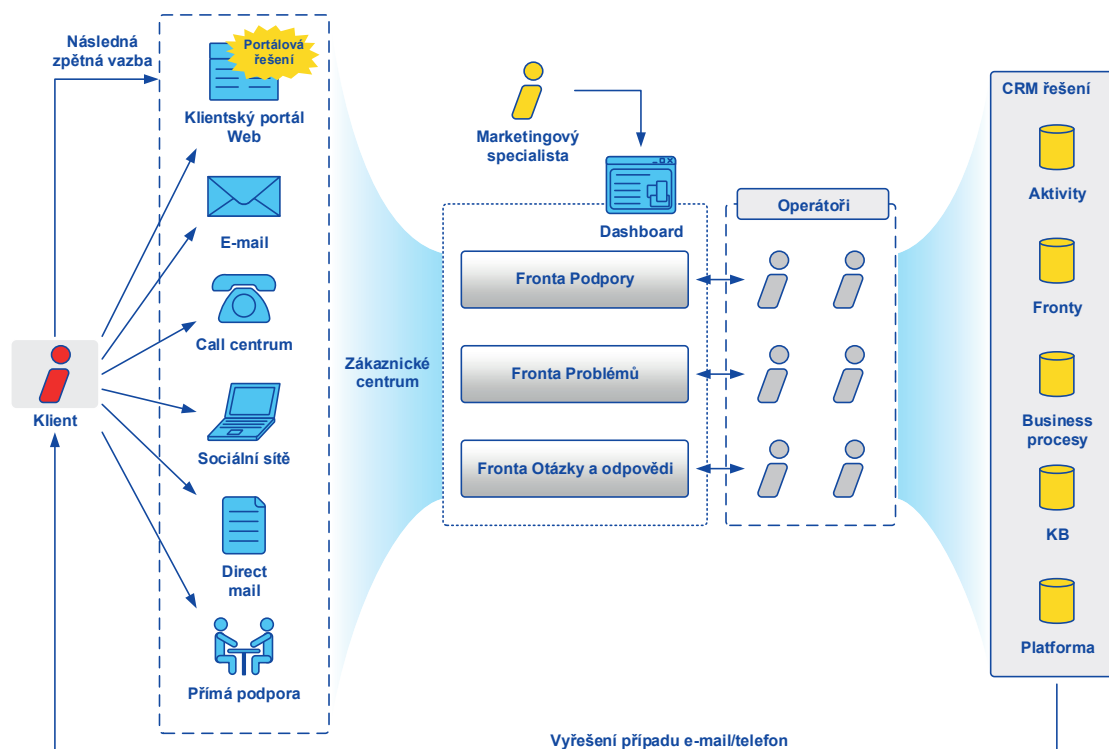 Následná
zpětná vazba
Portálová
řešení
Klientský portál
Web
E-mail
Call centrum
Sociální sítě
Direct
mail
Přímá podpora
Klient
Zákaznické
centrum
Marketingový
specialista
Dashboard
Fronta Podpory
Fronta Problémů
Fronta Otázky a odpovědi
Operátoři
CRM řešení
Aktivity
Fronty
Business
procesy
KB
Platforma
Vyřešení případu e-mail/telefon